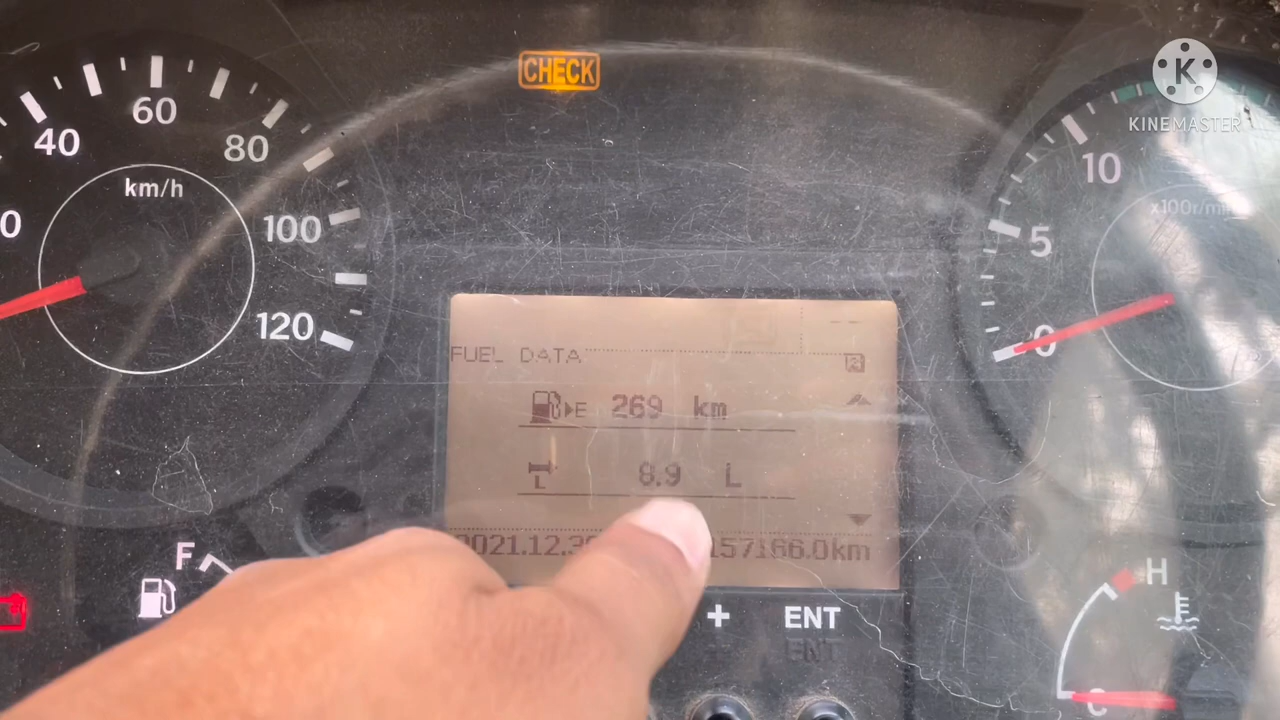 CHECK
K
KINEMASTER
40
60
80
100
120
km/h
0
5
10
x100r/min
FUEL DATA
E 269 km
L 8.9 L
157166.0km
F
+
ENT
H
C